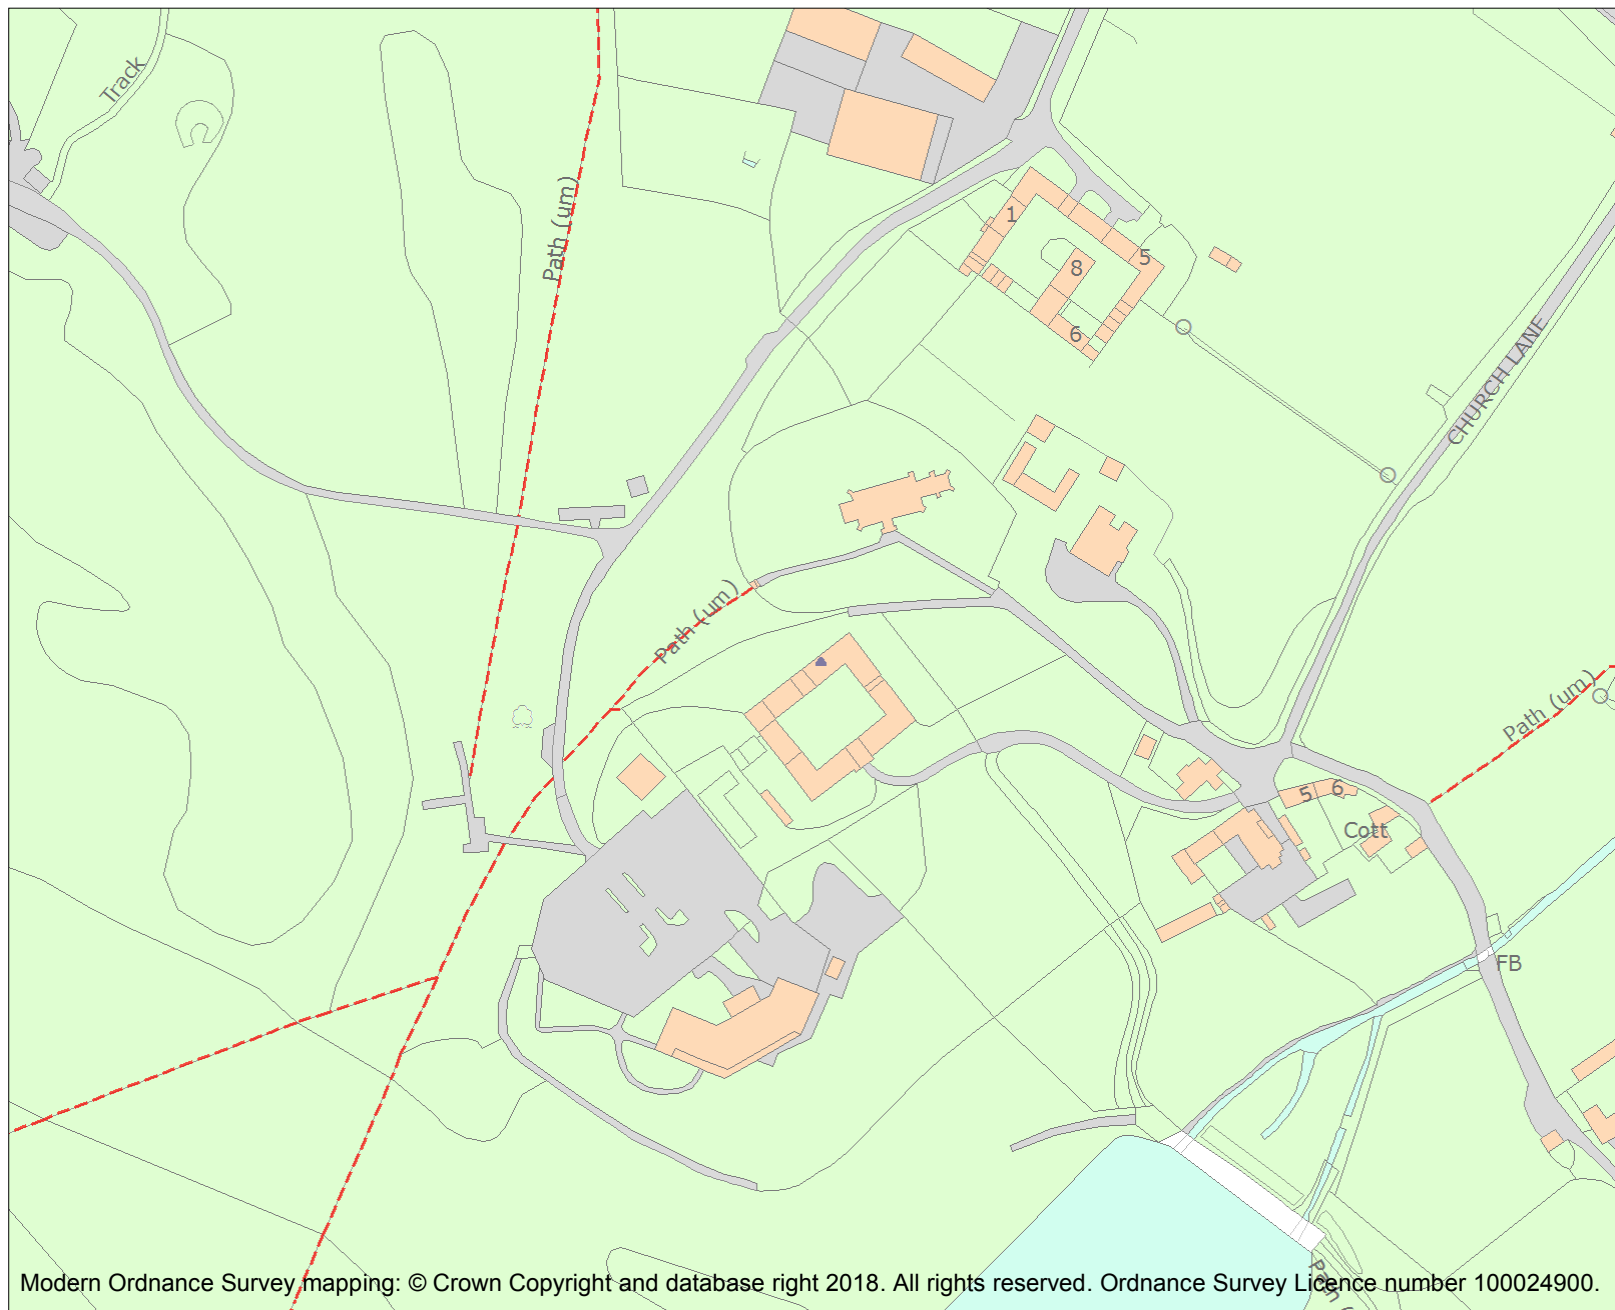 Track
Path (um)
1
5
8
6
CHURCH LANE
Path (um)
Path (um)
5
6
Cott
FB
Path
Modern Ordnance Survey mapping: © Crown Copyright and database right 2018. All rights reserved. Ordnance Survey Licence number 100024900.